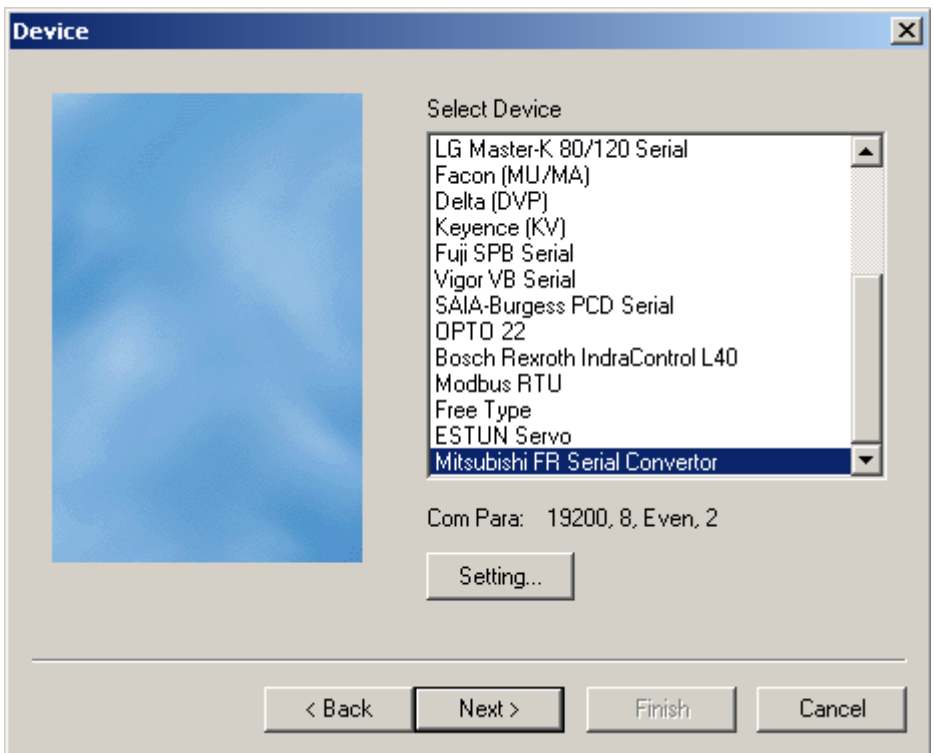 Device
Select Device
LG Master-K 80/120 Serial
Facon (MU/MA)
Delta (DVP)
Keyence (KV)
Fuji SPB Serial
Vigor VB Serial
SAIA-Burgess PCD Serial
OPTO 22
Bosch Rexroth IndraControl L40
Modbus RTU
Free Type
ESTUN Servo
Mitsubishi FR Serial Convertor
Com Para: 19200, 8, Even, 2
Setting...
< Back Next > Finish Cancel